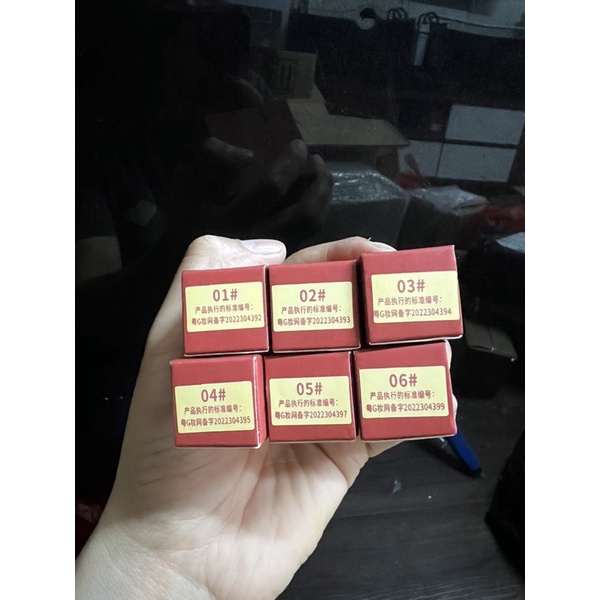 01#
产品执行的标准编号：
粤G妆网备字2022304392
02#
产品执行的标准编号：
粤G妆网备字2022304393
03#
产品执行的标准编号：
粤G妆网备字2022304394
04#
产品执行的标准编号：
粤G妆网备字2022304395
05#
产品执行的标准编号：
粤G妆网备字2022304397
06#
产品执行的标准编号：
粤G妆网备字2022304399